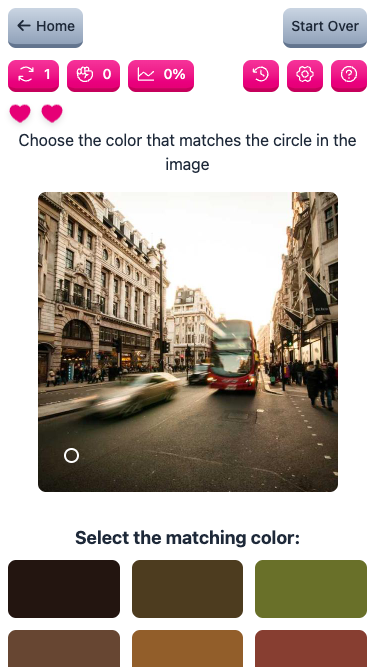 Home
Start Over
1
0
0%
Choose the color that matches the circle in the
image
Select the matching color: